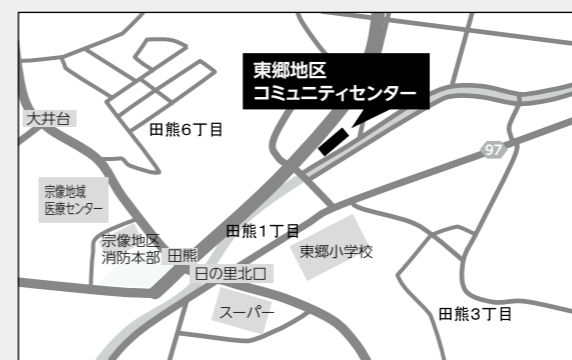 東郷地区
コミュニティセンター
大井台
田熊6丁目
97
宗像地域
医療センター
宗像地区
消防本部
田熊
田熊1丁目
東郷小学校
日の里北口
スーパー
田熊3丁目